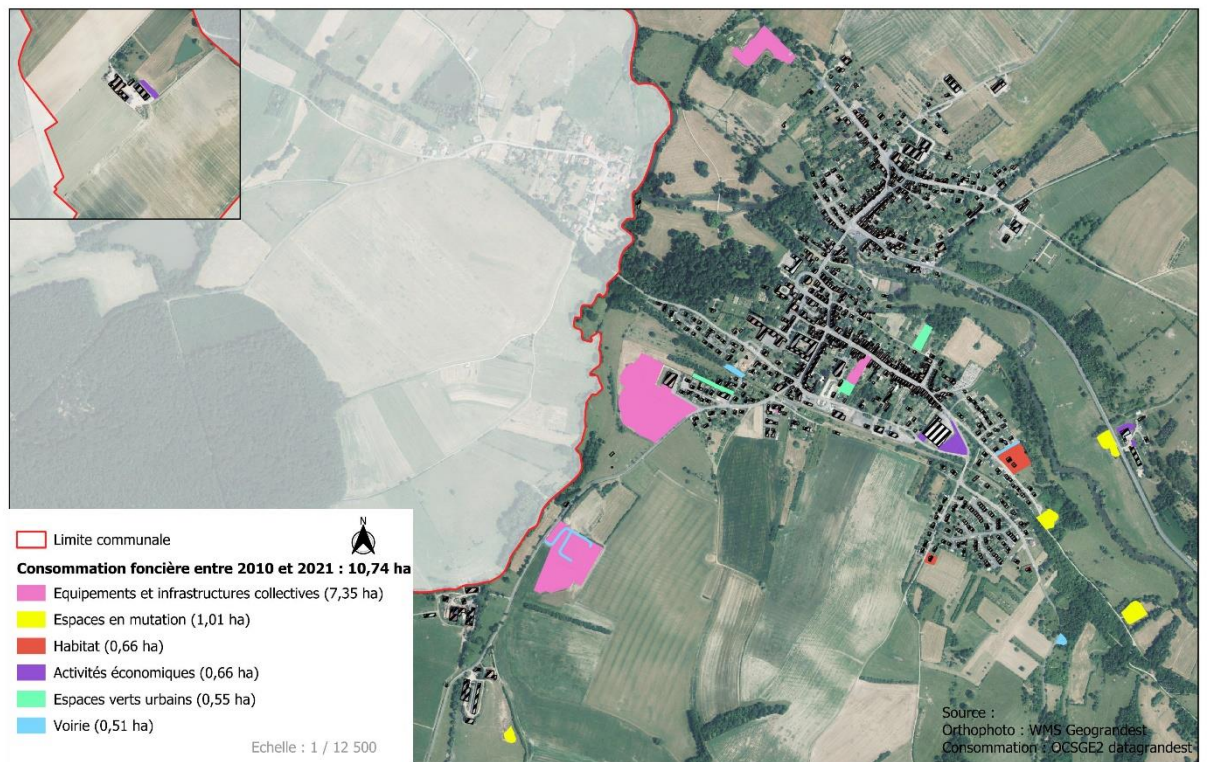 N
Limite communale
Consommation foncière entre 2010 et 2021 : 10,74 ha
Equipements et infrastructures collectives (7,35 ha)
Espaces en mutation (1,01 ha)
Habitat (0,66 ha)
Activités économiques (0,66 ha)
Espaces verts urbains (0,55 ha)
Voirie (0,51 ha)
Echelle : 1 / 12 500
Source :
Orthophoto : WMS Geograndest
Consommation : OCSGE2 datagrandest